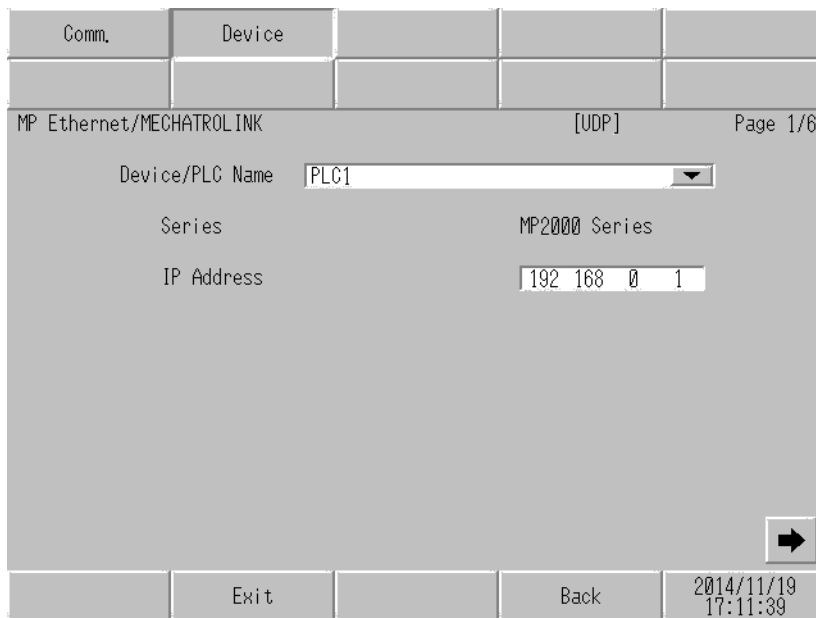 Comm. Device
MP Ethernet/MECHATROLINK [UDP] Page 1/6
Device/PLC Name PLC1
Series MP2000 Series
IP Address 192 168 0 1
Exit Back 2014/11/19
17:11:39